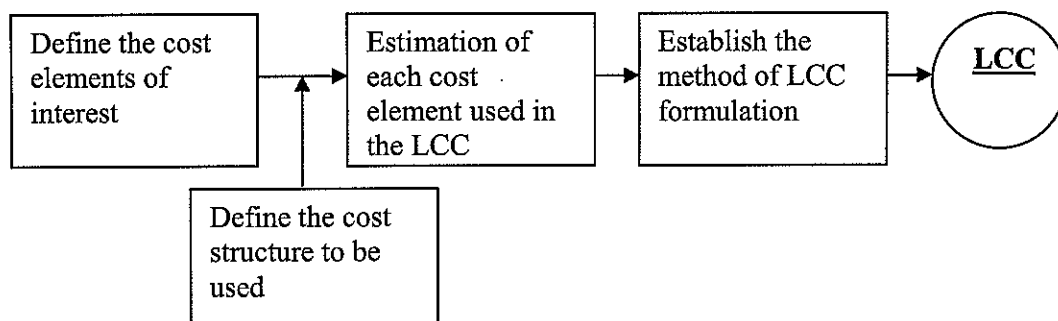 Define the cost
elements of
interest
Estimation of
each cost
element used in
the LCC
Establish the
method of LCC
formulation
LCC
Define the cost
structure to be
used